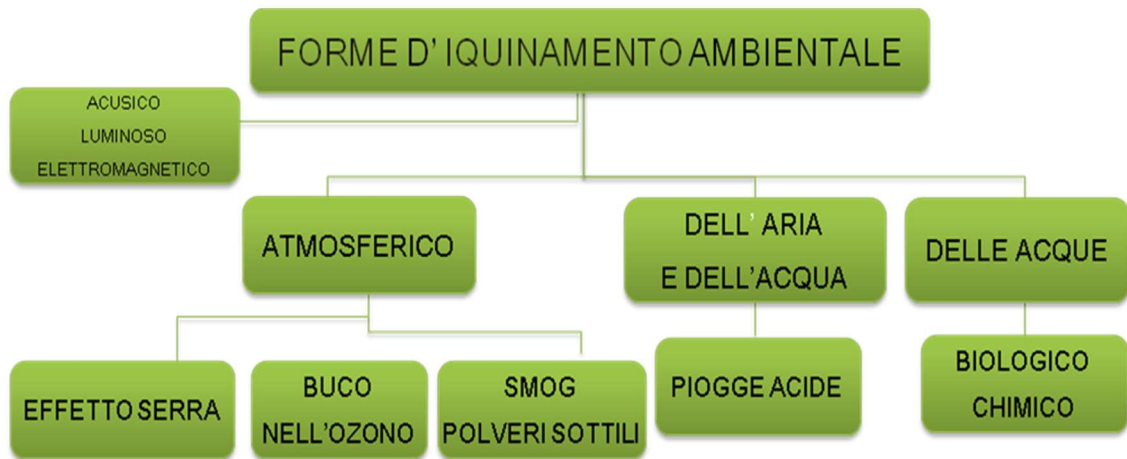 FORME D' IQUINAMENTO AMBIENTALE
ACUSICO
LUMINOSO
ELETTROMAGNETICO
ATMOSFERICO
DELL' ARIA
E DELL'ACQUA
DELLE ACQUE
EFFETTO SERRA
BUCO
NELL'OZONO
SMOG
POLVERI SOTTILI
PIOGGE ACIDE
BIOLOGICO
CHIMICO